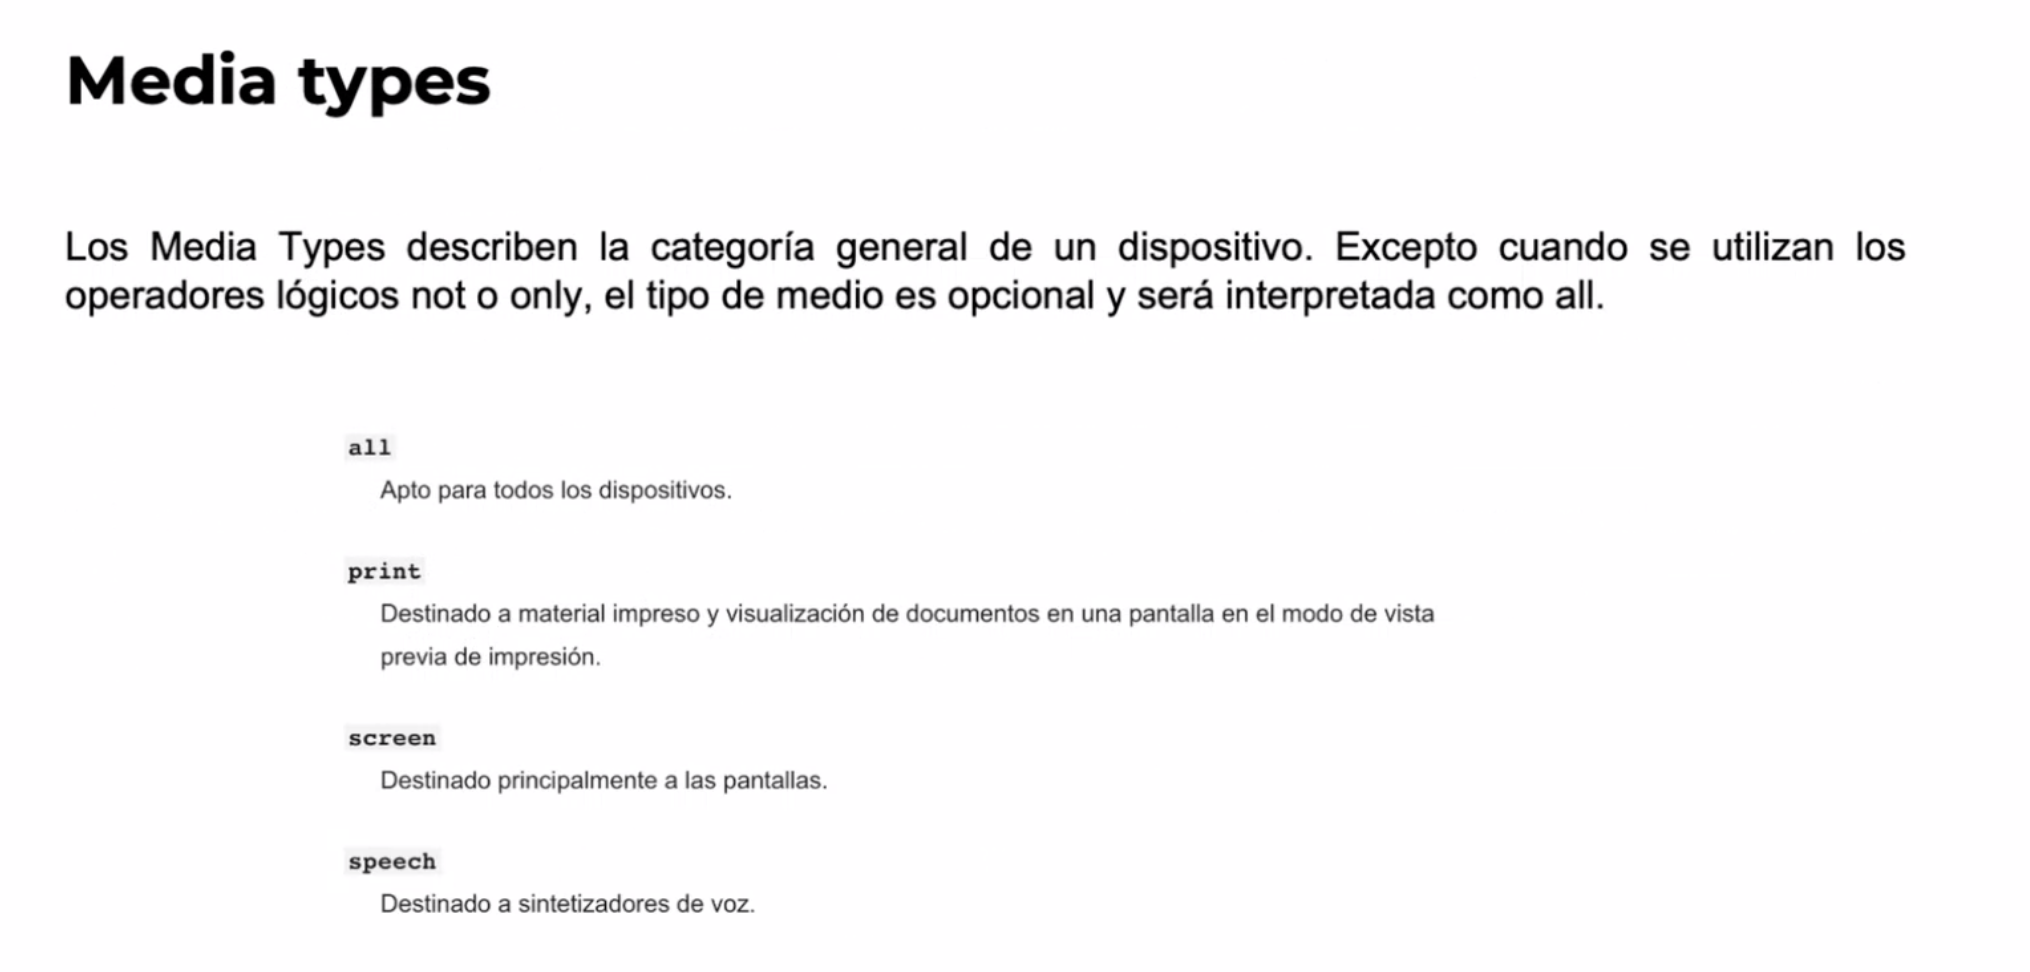 Media types
Los Media Types describen la categoría general de un dispositivo. Excepto cuando se utilizan los
operadores lógicos not o only, el tipo de medio es opcional y será interpretada como all.
all
Apto para todos los dispositivos.
print
Destinado a material impreso y visualización de documentos en una pantalla en el modo de vista
previa de impresión.
screen
Destinado principalmente a las pantallas.
speech
Destinado a sintetizadores de voz.